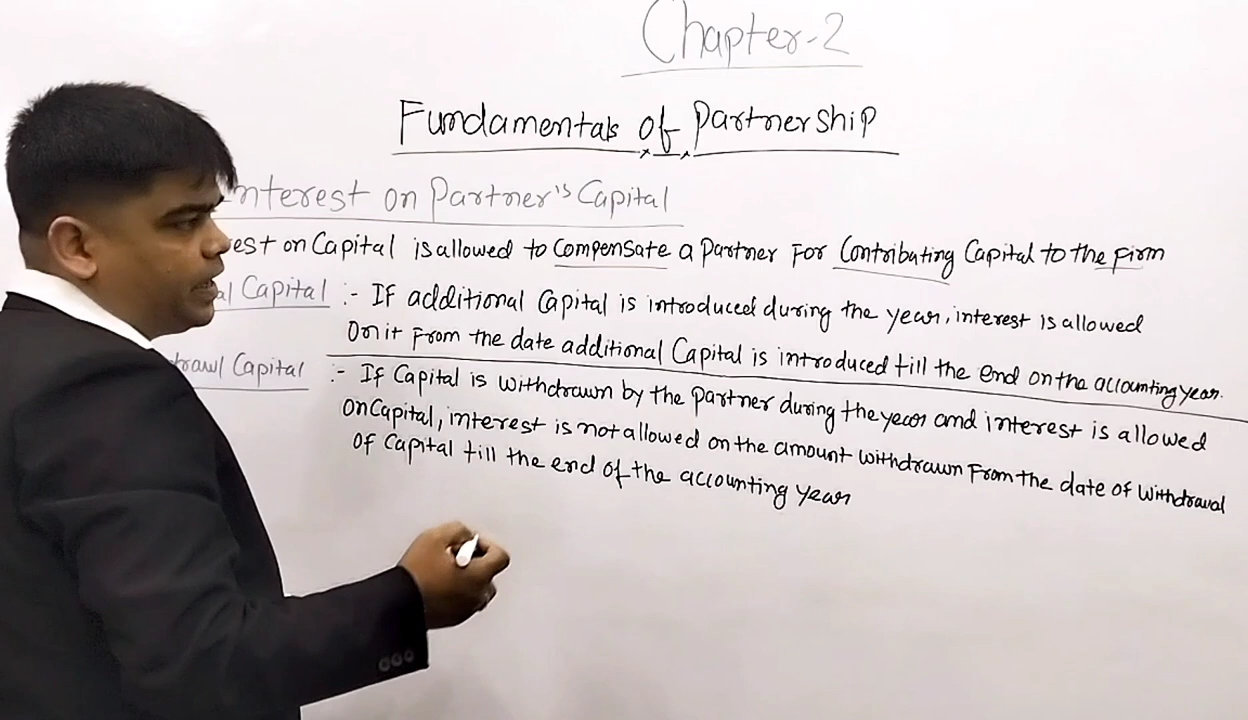 Chapter-2
Fundamentals of Partnership
Interest on Partner's Capital
est on Capital is allowed to Compensate a Partner For Contributing Capital to the Firm
al Capital :- If additional Capital is introduced during the year, interest is allowed
on it From the date additional Capital is introduced till the end on the accounting year.
drawl Capital :- If Capital is withdrawn by the Partner during the year and interest is allowed
on Capital, interest is not allowed on the amount withdrawn From the date of withdrawal
of Capital till the end of the accounting year